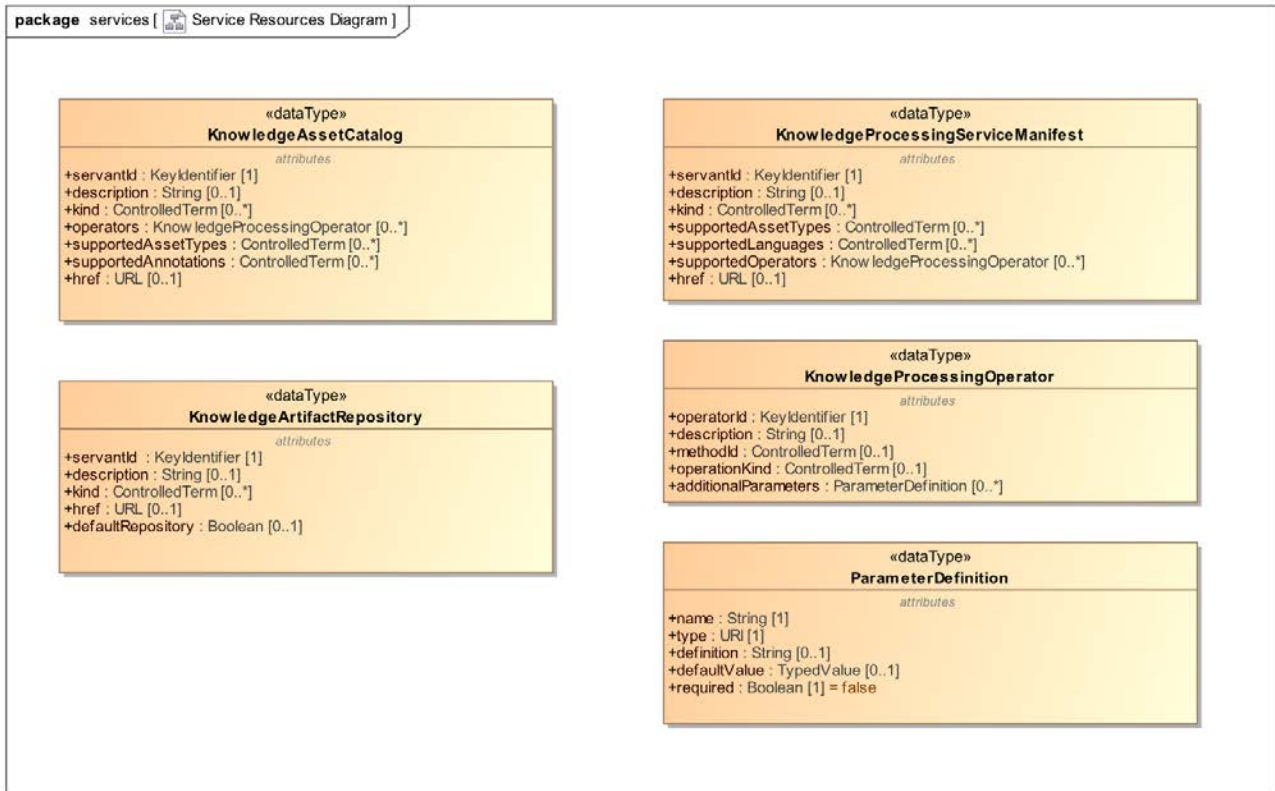 package services [ Service Resources Diagram ]
«dataType»
KnowledgeAssetCatalog
attributes
+servantId : KeyIdentifier [1]
+description : String [0..1]
+kind : ControlledTerm [0..*]
+operators : KnowledgeProcessingOperator [0..*]
+supportedAssetTypes : ControlledTerm [0..*]
+supportedAnnotations : ControlledTerm [0..*]
+href : URL [0..1]
«dataType»
KnowledgeArtifactRepository
attributes
+servantId : KeyIdentifier [1]
+description : String [0..1]
+kind : ControlledTerm [0..*]
+href : URL [0..1]
+defaultRepository : Boolean [0..1]
«dataType»
KnowledgeProcessingServiceManifest
attributes
+servantId : KeyIdentifier [1]
+description : String [0..1]
+kind : ControlledTerm [0..*]
+supportedAssetTypes : ControlledTerm [0..*]
+supportedLanguages : ControlledTerm [0..*]
+supportedOperators : KnowledgeProcessingOperator [0..*]
+href : URL [0..1]
«dataType»
KnowledgeProcessingOperator
attributes
+operatorId : KeyIdentifier [1]
+description : String [0..1]
+methodId : ControlledTerm [0..1]
+operationKind : ControlledTerm [0..1]
+additionalParameters : ParameterDefinition [0..*]
«dataType»
ParameterDefinition
attributes
+name : String [1]
+type : URI [1]
+definition : String [0..1]
+defaultValue : TypedValue [0..1]
+required : Boolean [1] = false